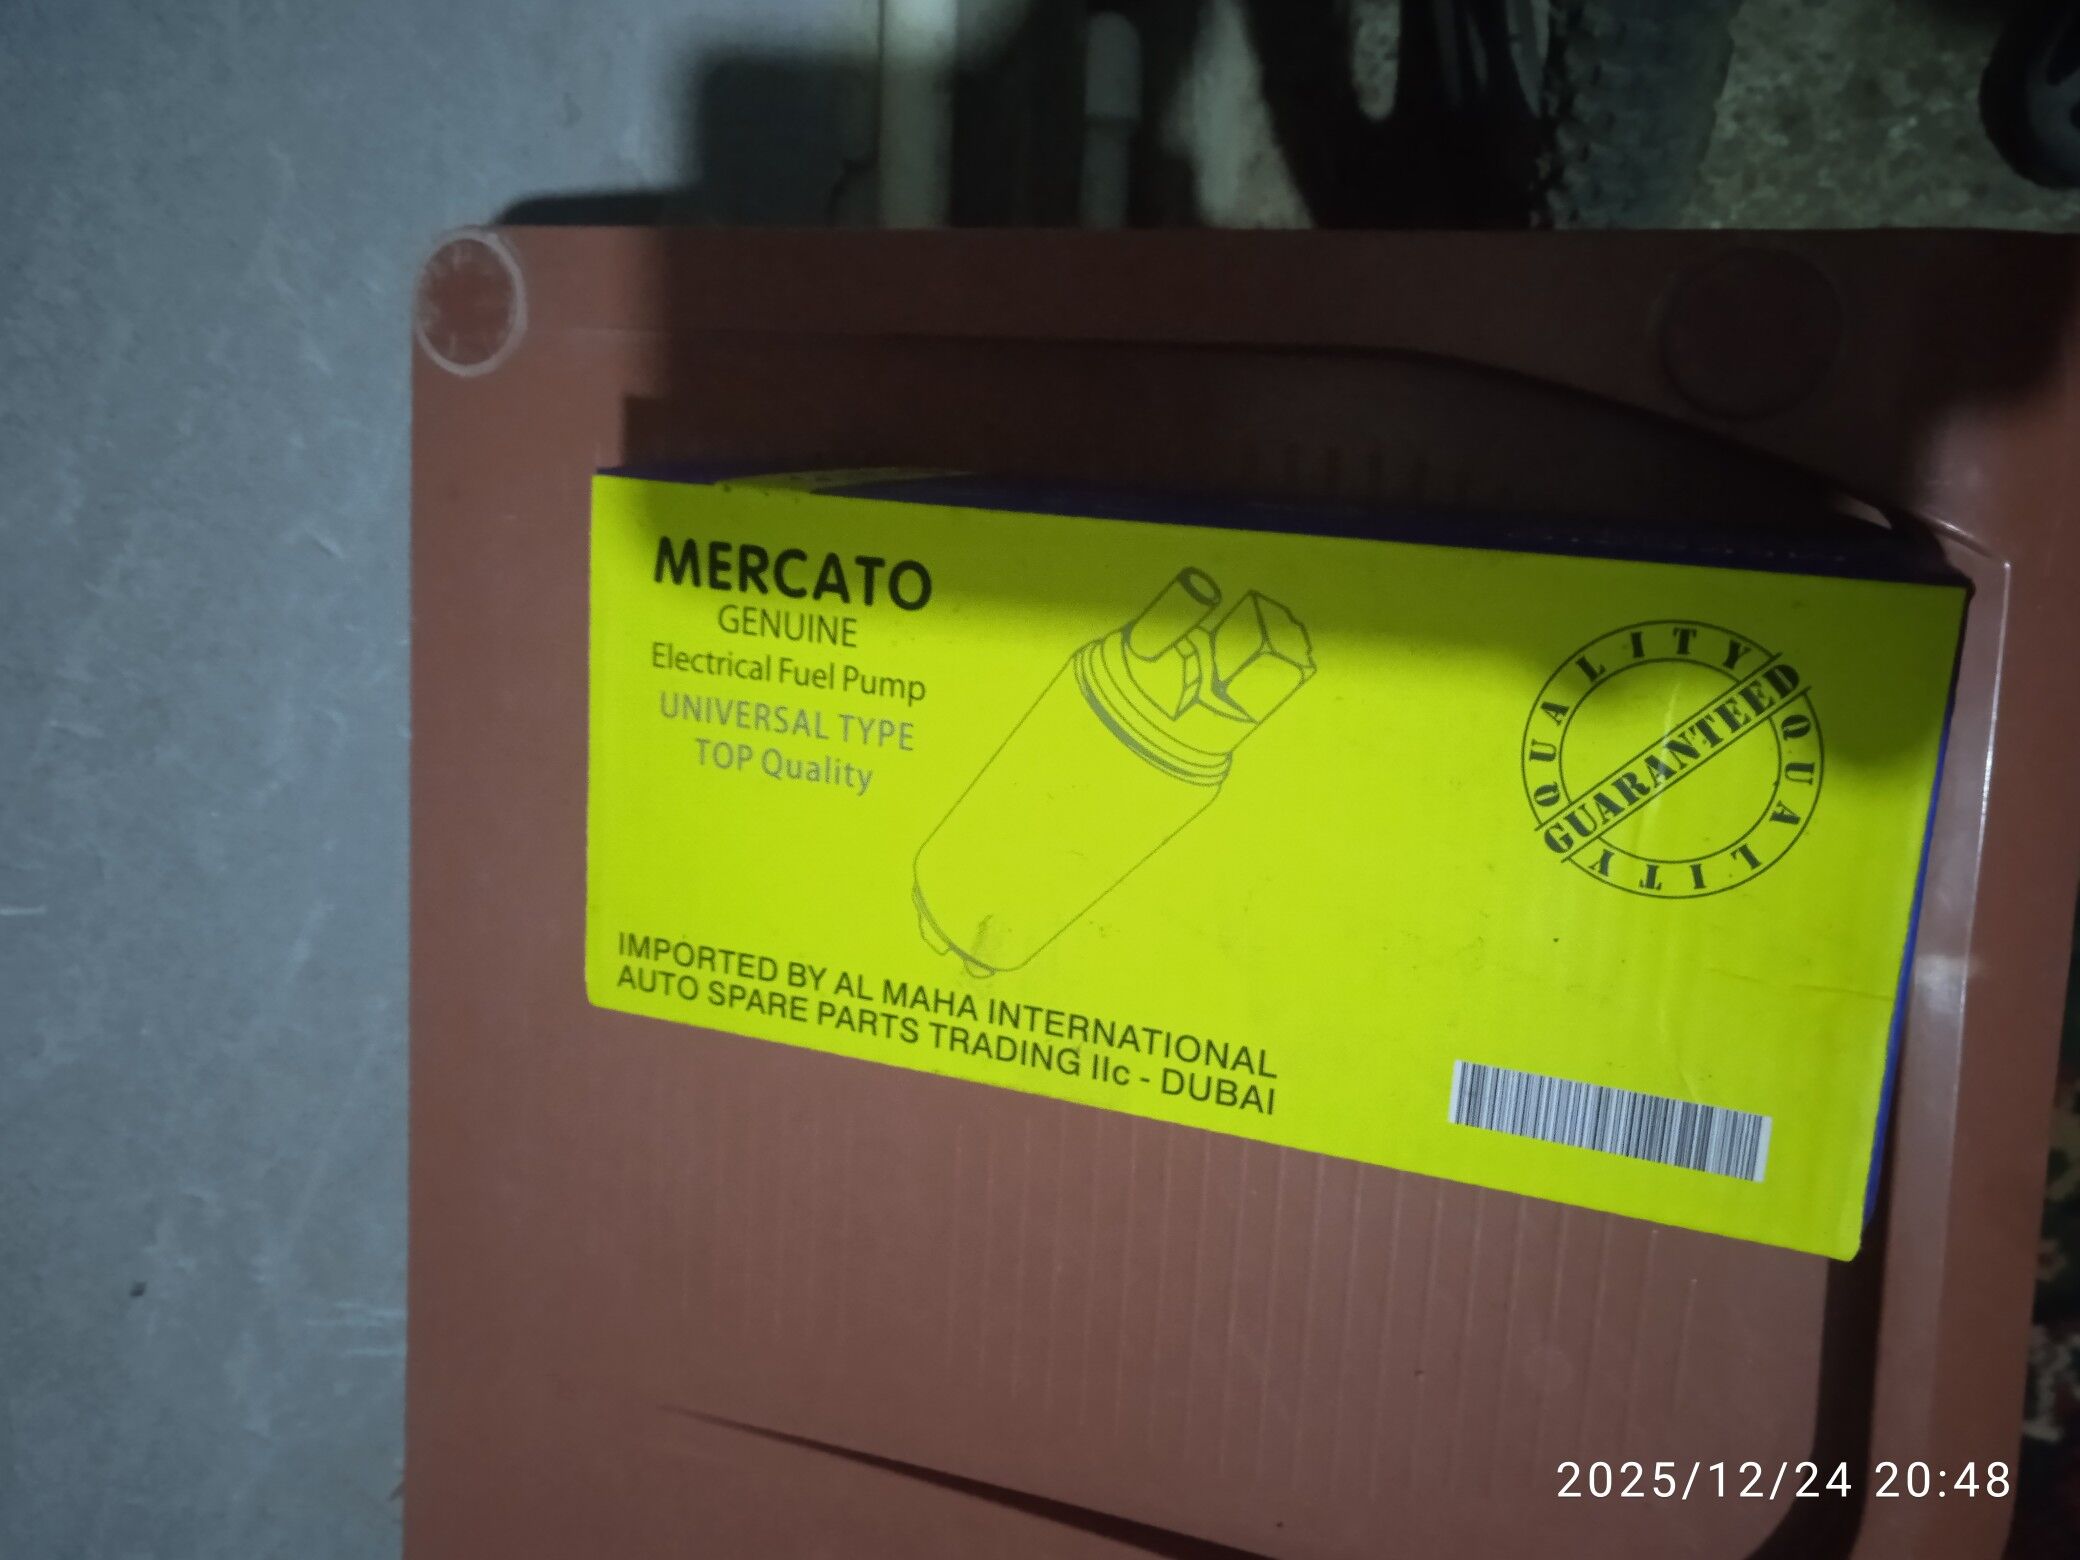 MERCATO
GENUINE
Electrical Fuel Pump
UNIVERSAL TYPE
TOP Quality
QUALITY
GUARANTEED
QUALITY
IMPORTED BY AL MAHA INTERNATIONAL
AUTO SPARE PARTS TRADING llc - DUBAI
2025/12/24 20:48